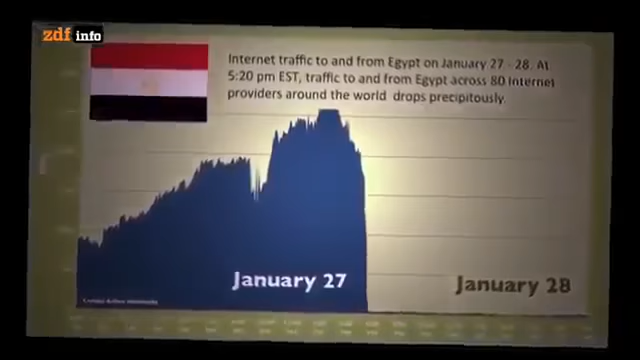 zdf info
Internet traffic to and from Egypt on January 27 - 28. At
5:20 pm EST, traffic to and from Egypt across 80 Internet
providers around the world drops precipitously.
January 27
January 28